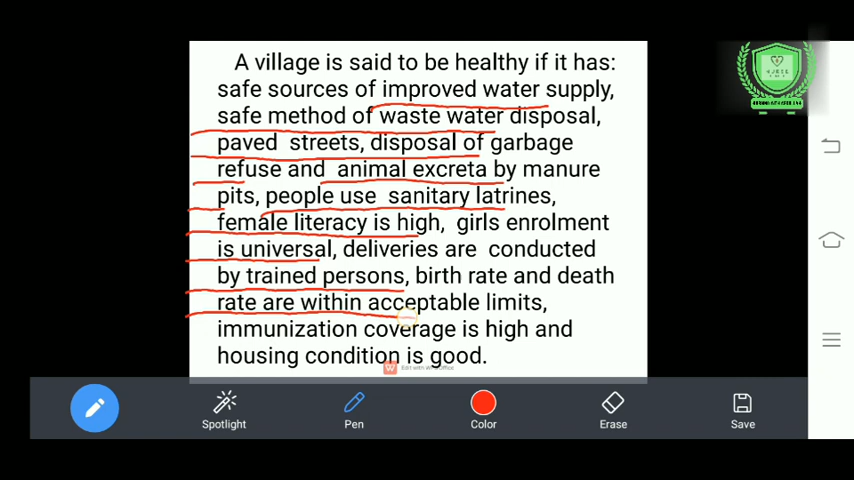 A village is said to be healthy if it has:
safe sources of improved water supply,
safe method of waste water disposal,
paved streets, disposal of garbage
refuse and animal excreta by manure
pits, people use sanitary latrines,
female literacy is high, girls enrolment
is universal, deliveries are conducted
by trained persons, birth rate and death
rate are within acceptable limits,
immunization coverage is high and
housing condition is good.
Spotlight
Pen
Color
Erase
Save